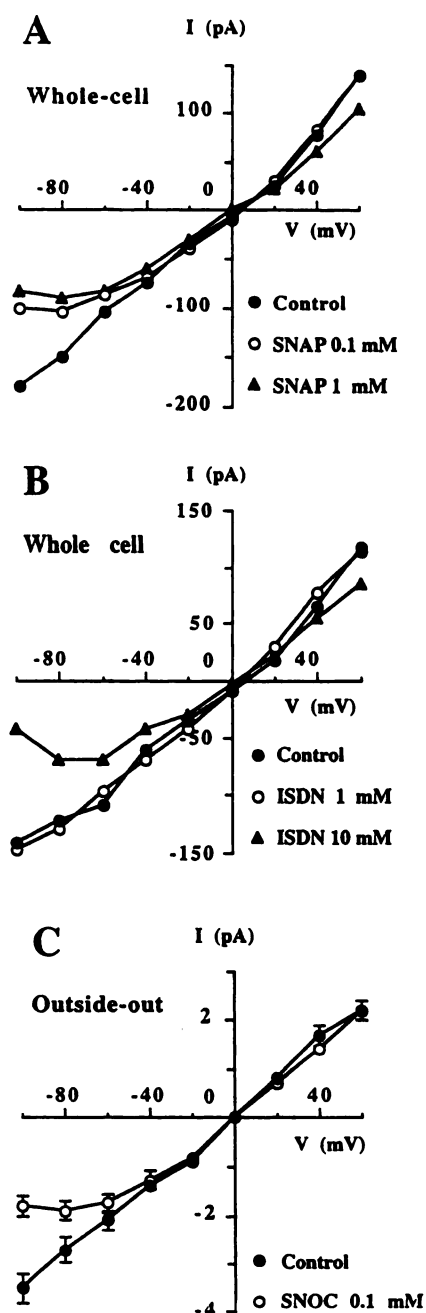 A
I (pA)
Whole-cell
100
-80
-40
0
40
V (mV)
-100
Control
SNAP 0.1 mM
SNAP 1 mM
-200
B
I (pA)
150
Whole cell
50
-80
-40
0
40
V (mV)
-50
Control
ISDN 1 mM
ISDN 10 mM
-150
C
I (pA)
Outside-out
2
-80
-40
0
40
V (mV)
-2
Control
SNOC 0.1 mM
-4